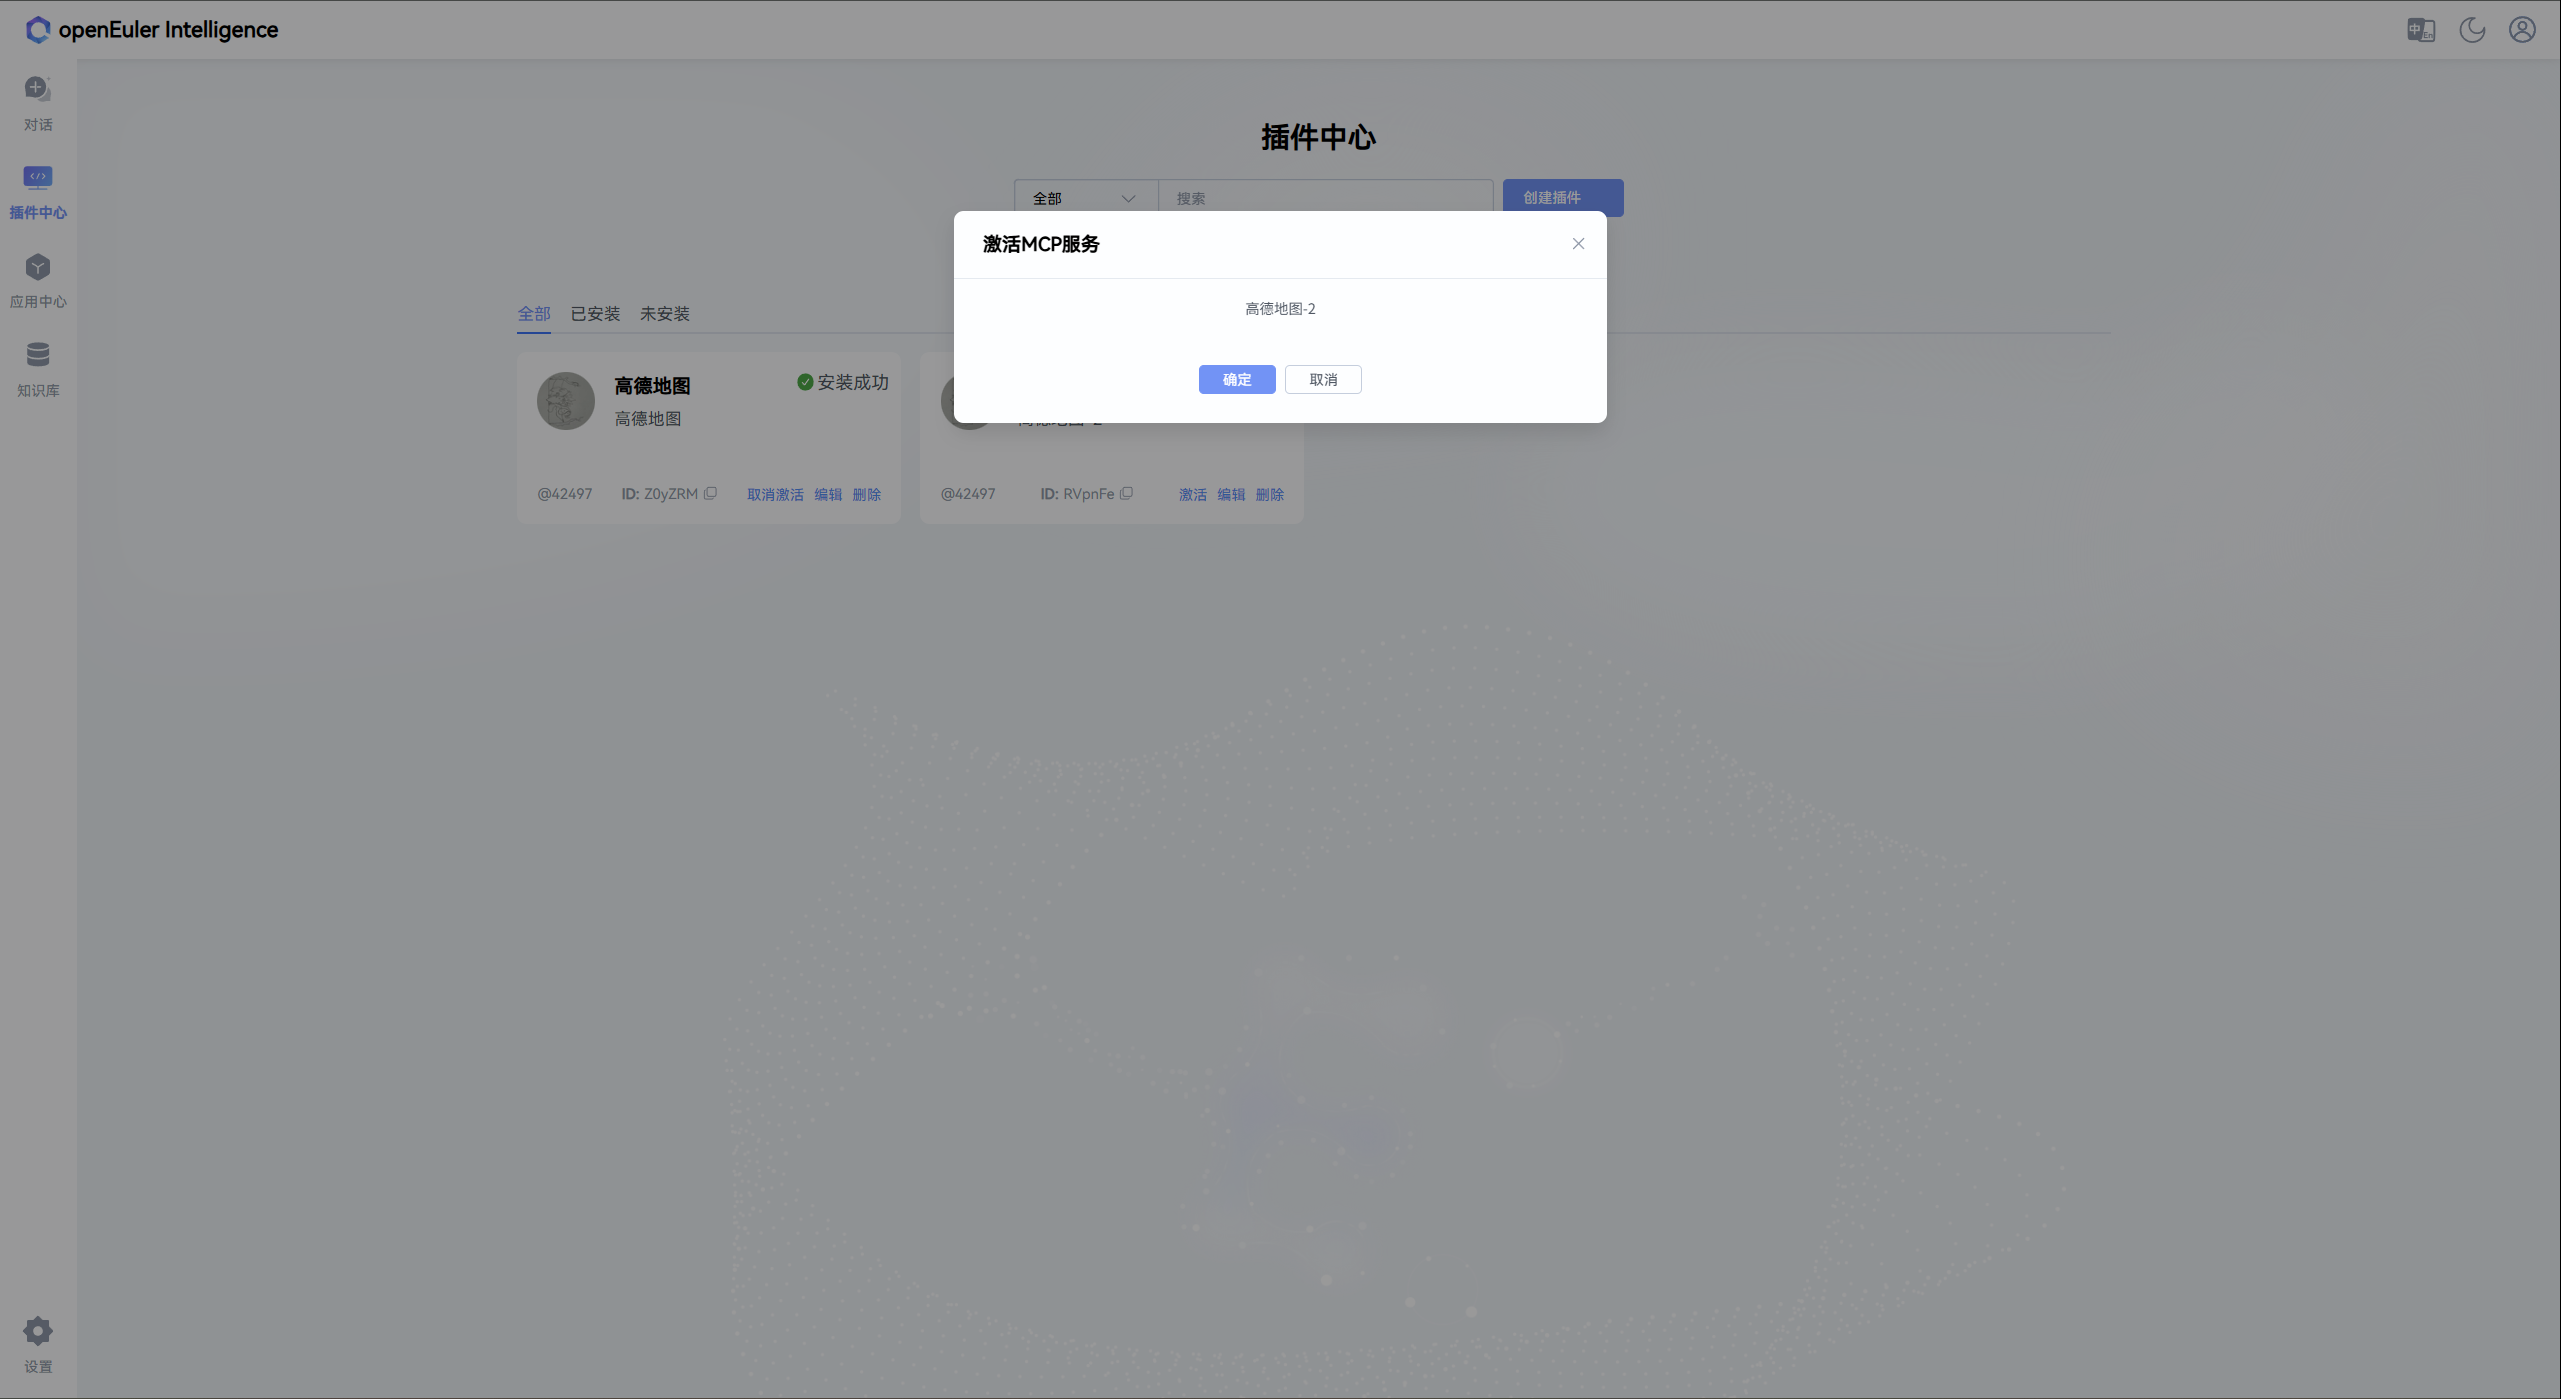 openEuler Intelligence
中 En
对话
插件中心
应用中心
知识库
设置
插件中心
全部 搜索 创建插件
激活MCP服务
高德地图-2
确定 取消
全部 已安装 未安装
高德地图 安装成功
高德地图
@42497 ID: Z0yZRM 取消激活 编辑 删除
@42497 ID: RVpnFe 激活 编辑 删除